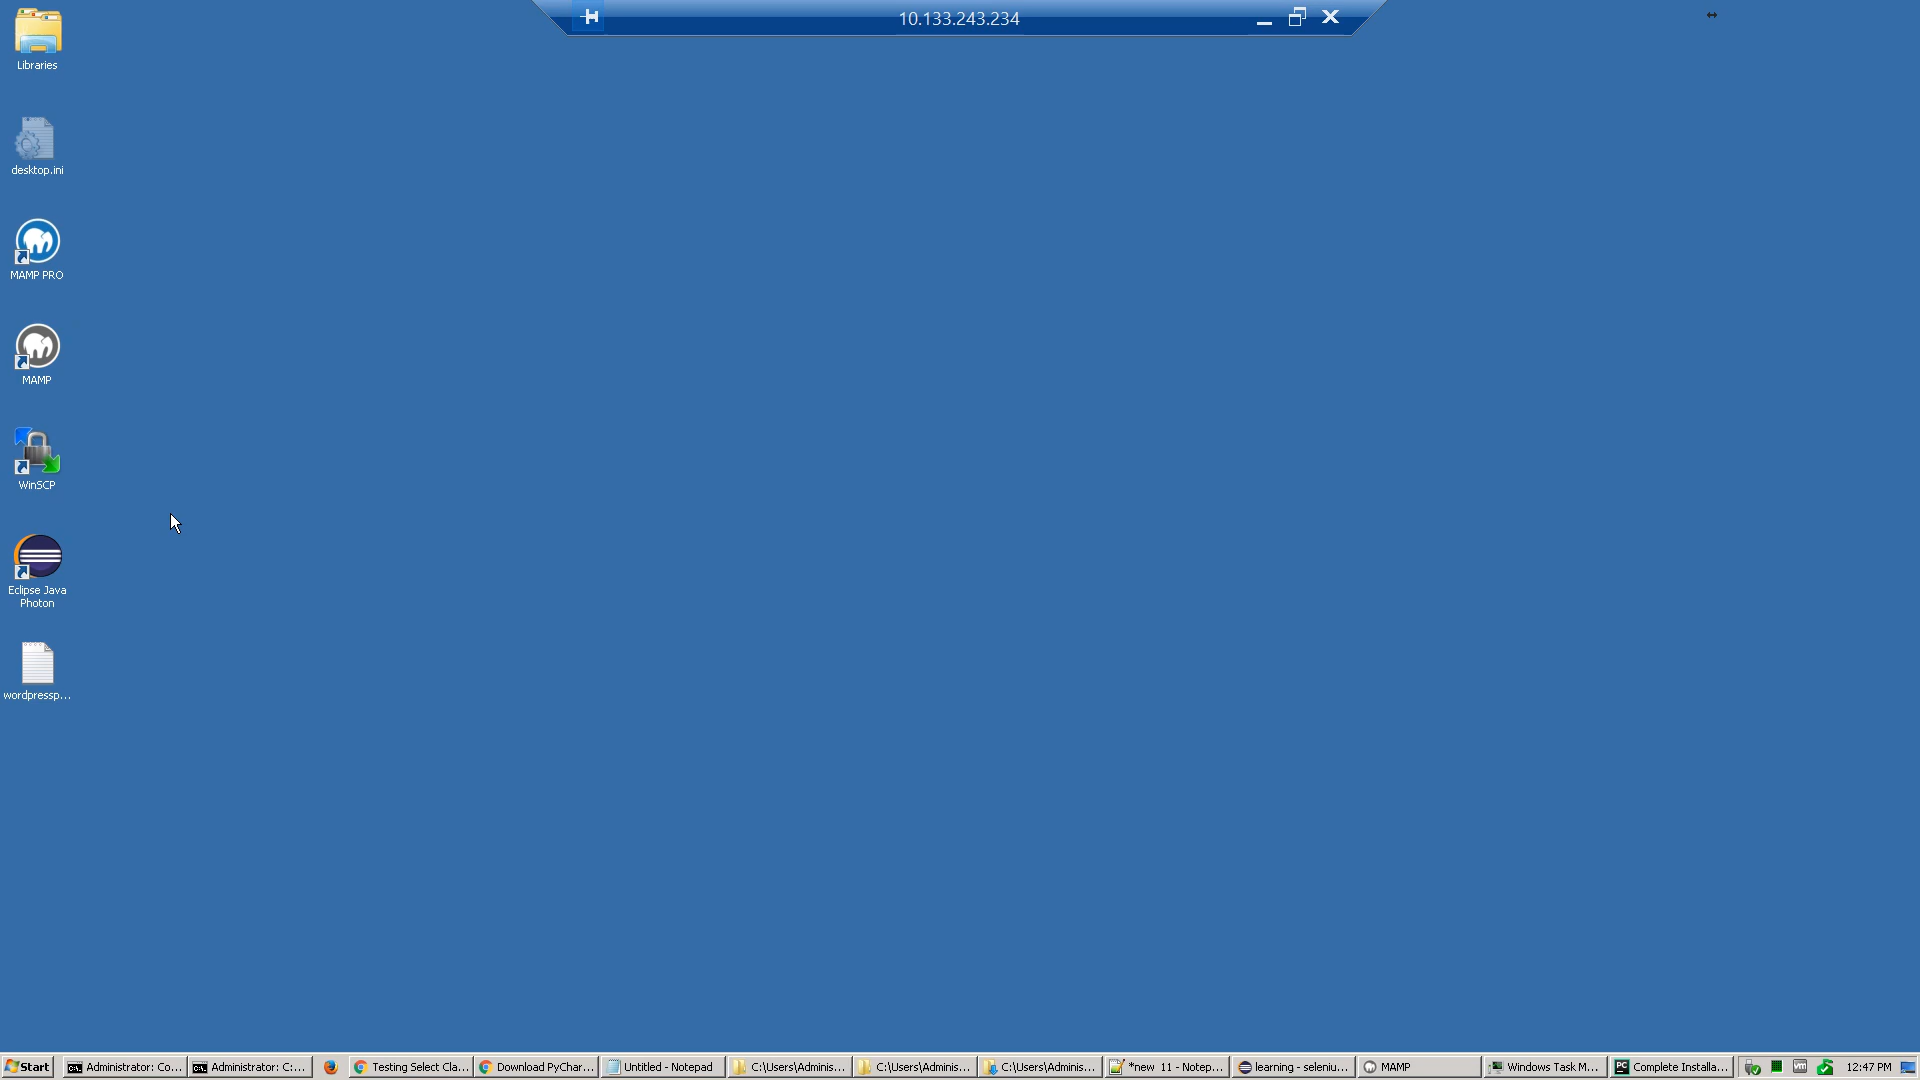 10.133.243.234
Libraries
desktop.ini
MAMP PRO
MAMP
WinSCP
Eclipse Java
Photon
wordpressp...
Start
Administrator: Co...
Administrator: C:...
Testing Select Cla...
Download PyChar...
Untitled - Notepad
C:\Users\Adminis...
C:\Users\Adminis...
C:\Users\Adminis...
*new 11 - Notep...
learning - seleniu...
MAMP
Windows Task M...
Complete Installa...
12:47 PM